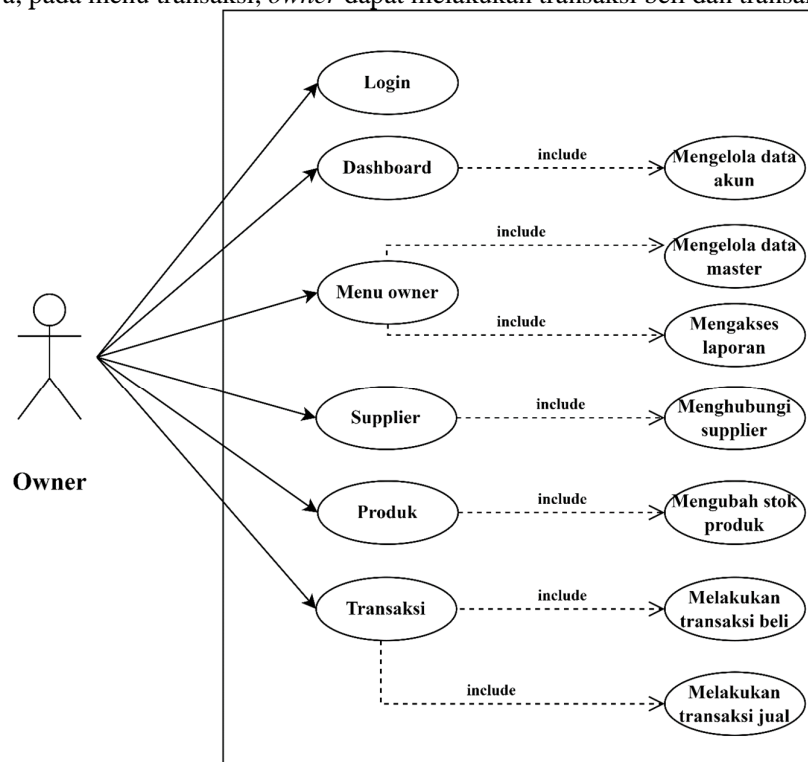 pada menu transaksi, owner dapat melakukan transaksi beli dan
Login
Dashboard
include
Mengelola data
akun
include
Mengelola data
master
Menu owner
include
Mengakses
laporan
Supplier
include
Menghubungi
supplier
Owner
Produk
include
Mengubah stok
produk
Transaksi
include
Melakukan
transaksi beli
include
Melakukan
transaksi jual